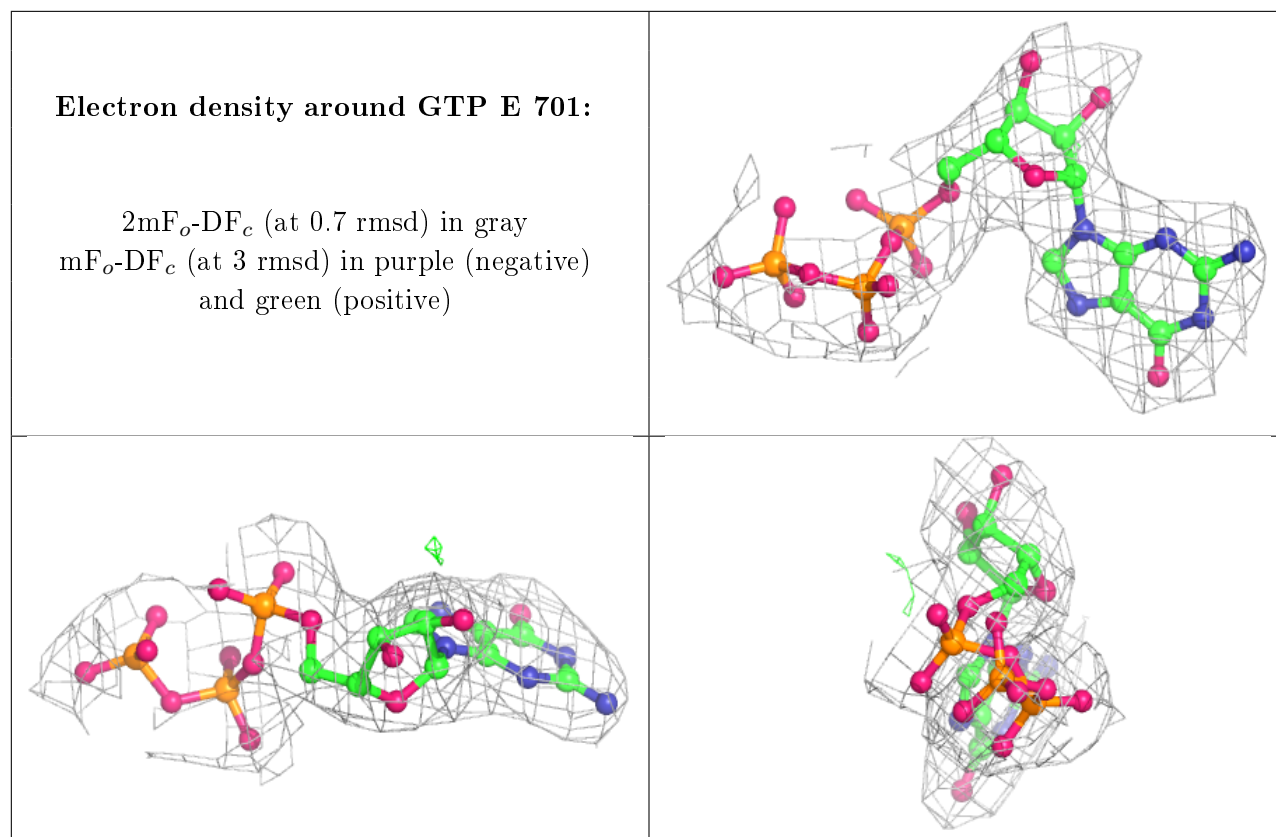 Electron density around GTP E 701:
2mFo-DFc (at 0.7 rmsd) in gray
mFo-DFc (at 3 rmsd) in purple (negative)
and green (positive)